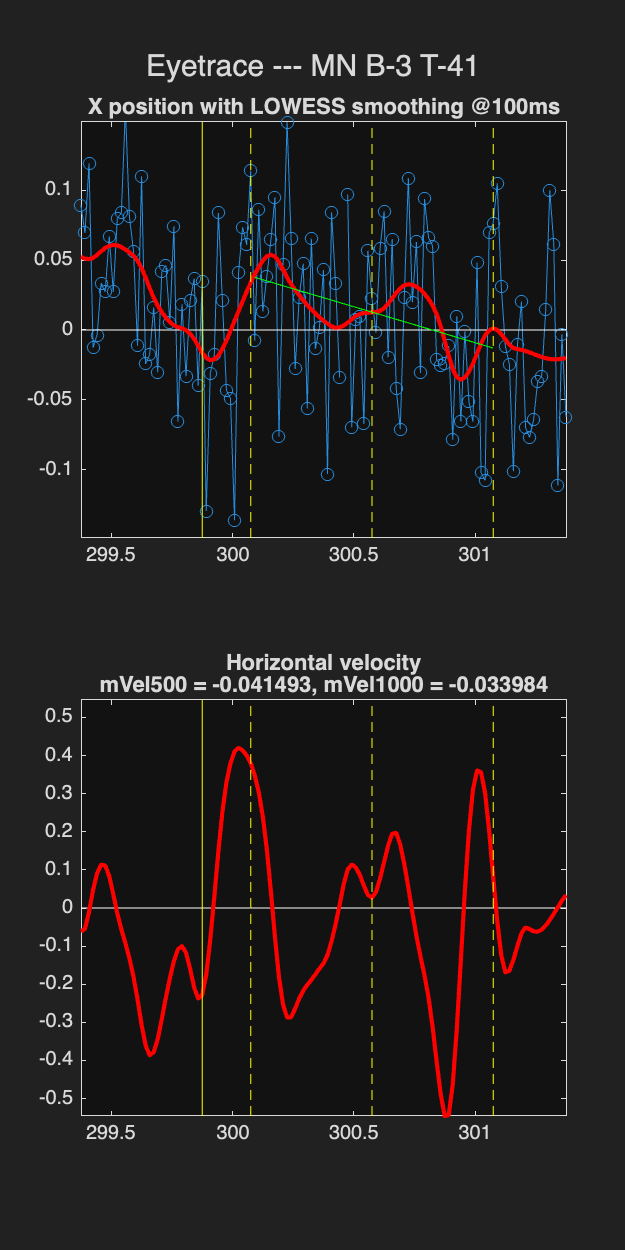 Eyetrace --- MN B-3 T-41
X position with LOWESS smoothing @100ms
0.1
0.05
0
-0.05
-0.1
299.5 300 300.5 301
Horizontal velocity
mVel500 = -0.041493, mVel1000 = -0.033984
0.5
0.4
0.3
0.2
0.1
0
-0.1
-0.2
-0.3
-0.4
-0.5
299.5 300 300.5 301